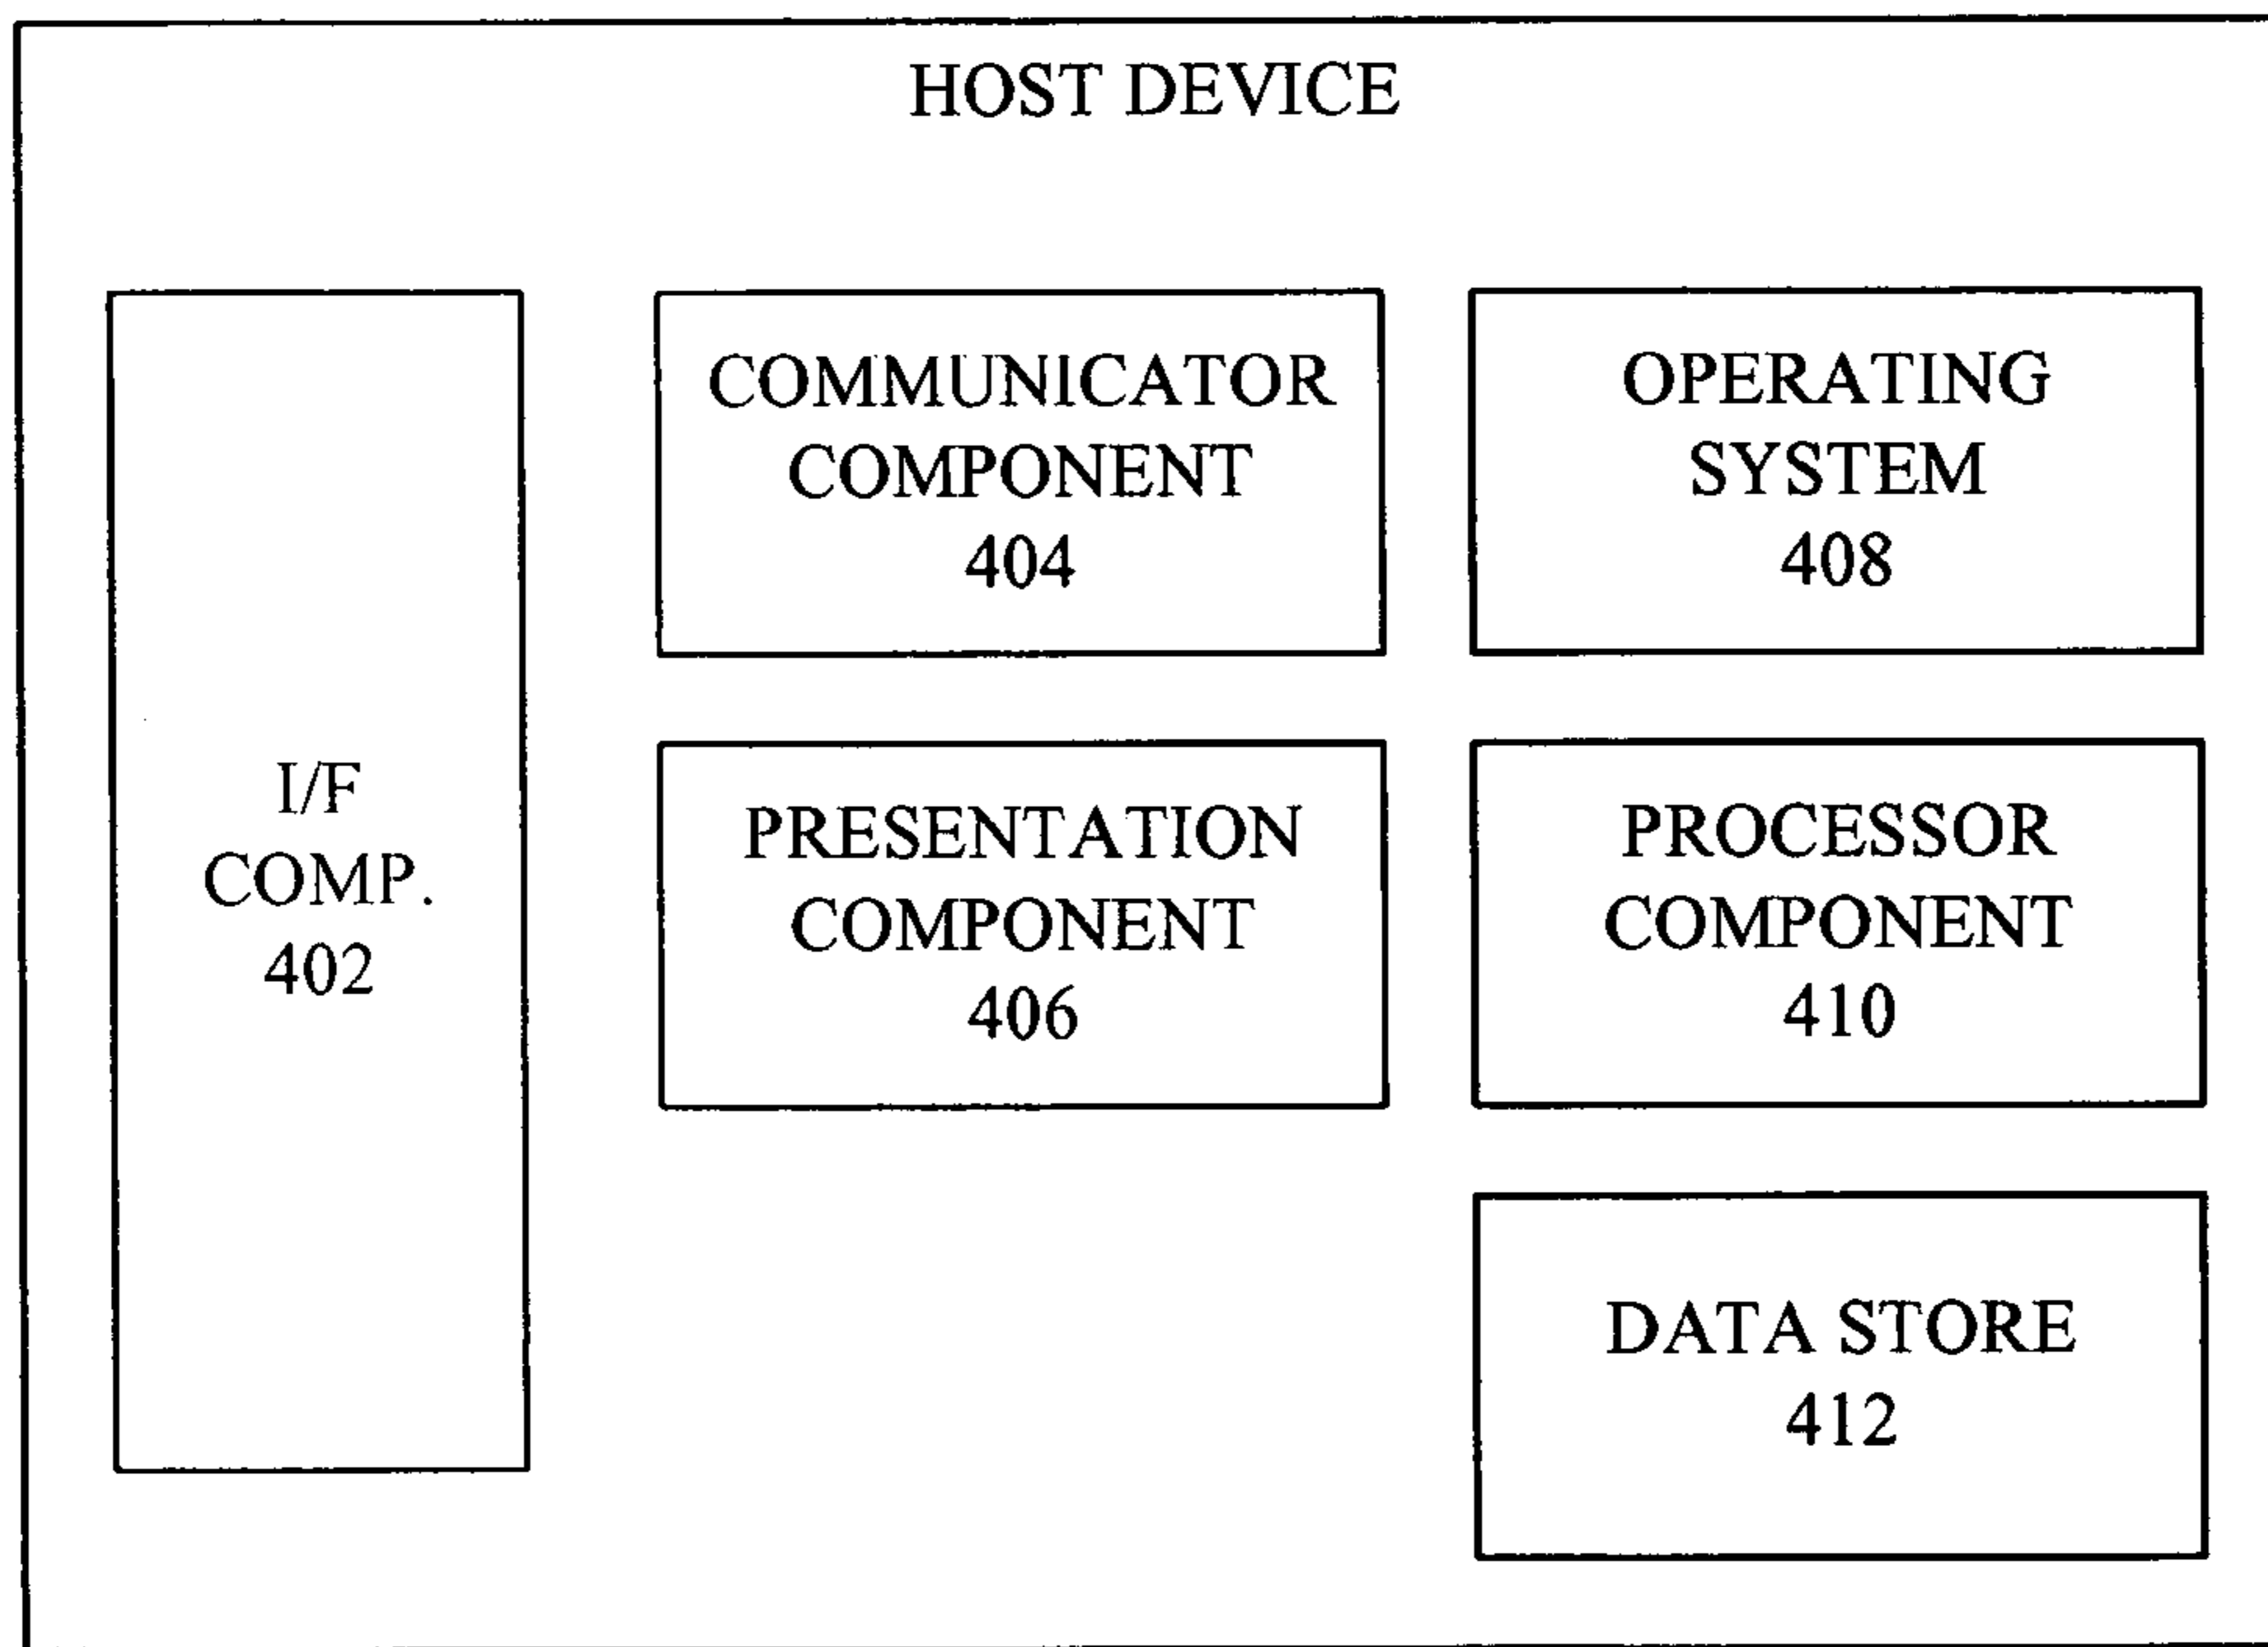 HOST DEVICE
I/F
COMP.
402
COMMUNICATOR
COMPONENT
404
OPERATING
SYSTEM
408
PRESENTATION
COMPONENT
406
PROCESSOR
COMPONENT
410
DATA STORE
412